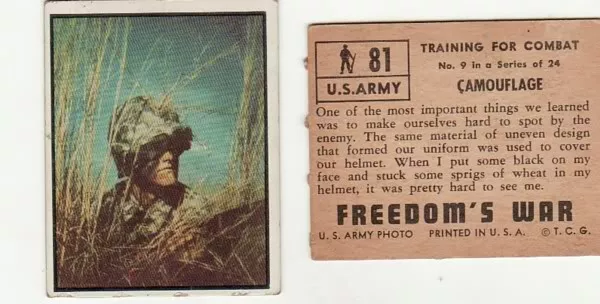 81
U.S.ARMY
TRAINING FOR COMBAT
No. 9 in a Series of 24
CAMOUFLAGE
One of the most important things we learned
was to make ourselves hard to spot by the
enemy. The same material of uneven design
that formed our uniform was used to cover
our helmet. When I put some black on my
face and stuck some sprigs of wheat in my
helmet, it was pretty hard to see me.
FREEDOM'S WAR
U. S. ARMY PHOTO PRINTED IN U. S. A. © T. C. G.